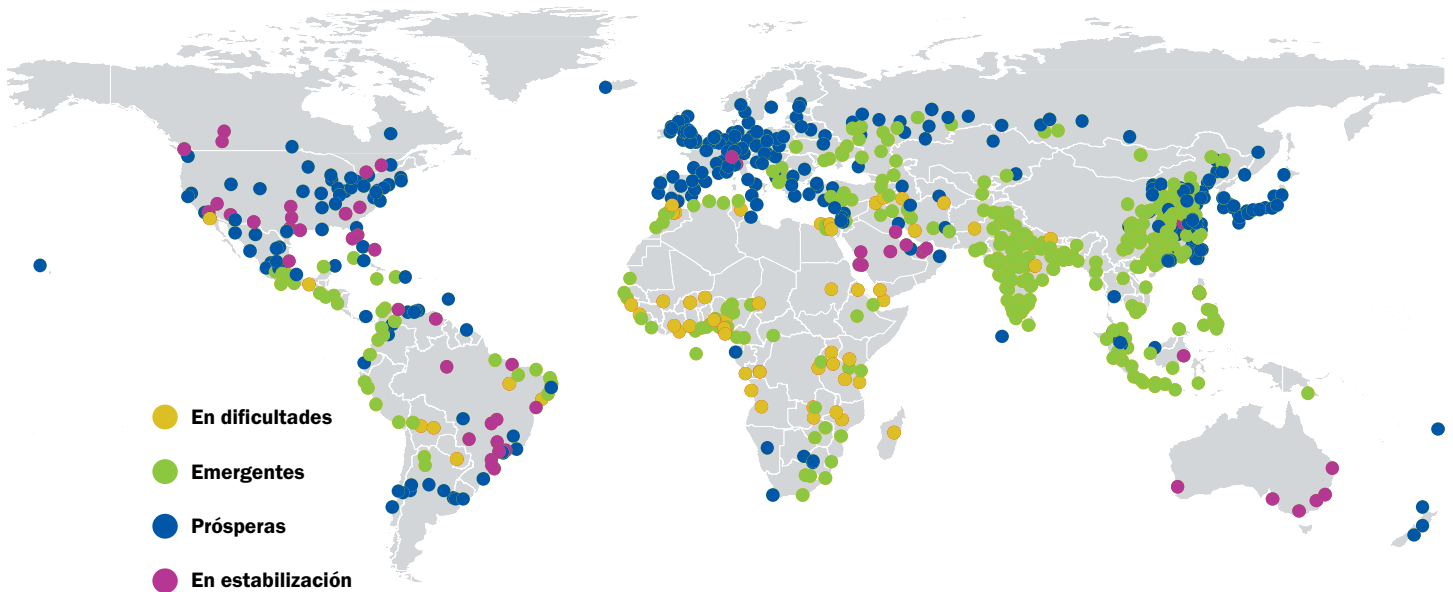 En dificultades
Emergentes
Prósperas
En estabilización